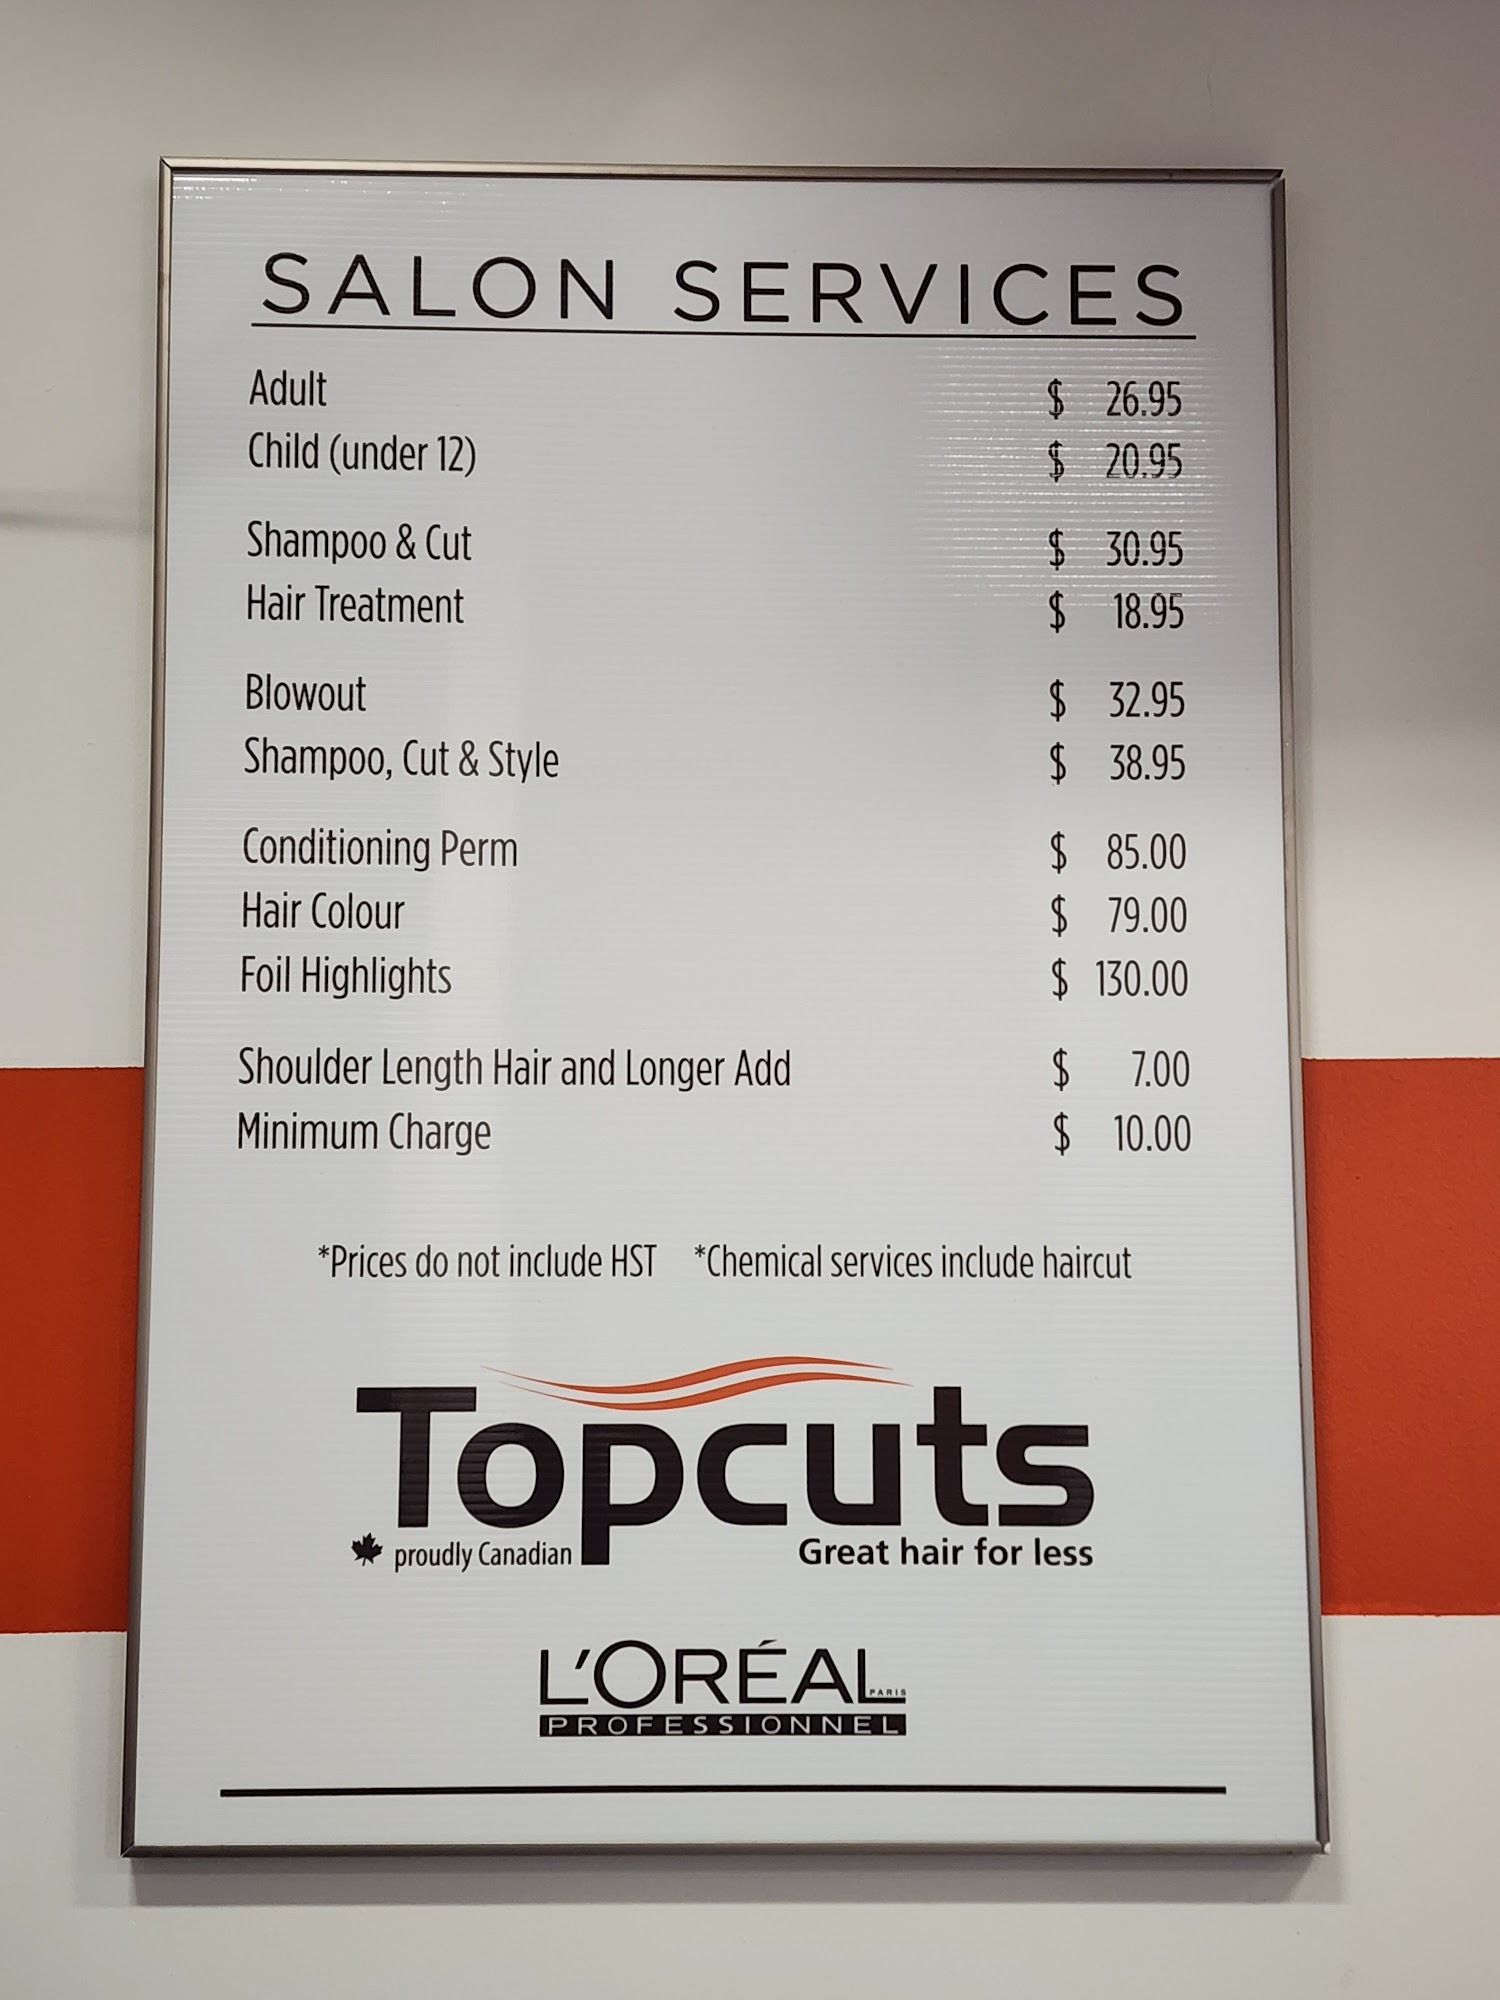 SALON SERVICES
Adult $ 26.95
Child (under 12) $ 20.95
Shampoo & Cut $ 30.95
Hair Treatment $ 18.95
Blowout $ 32.95
Shampoo, Cut & Style $ 38.95
Conditioning Perm $ 85.00
Hair Colour $ 79.00
Foil Highlights $ 130.00
Shoulder Length Hair and Longer Add $ 7.00
Minimum Charge $ 10.00
*Prices do not include HST *Chemical services include haircut
Topcuts
proudly Canadian Great hair for less
L'ORÉAL PARIS
PROFESSIONNEL